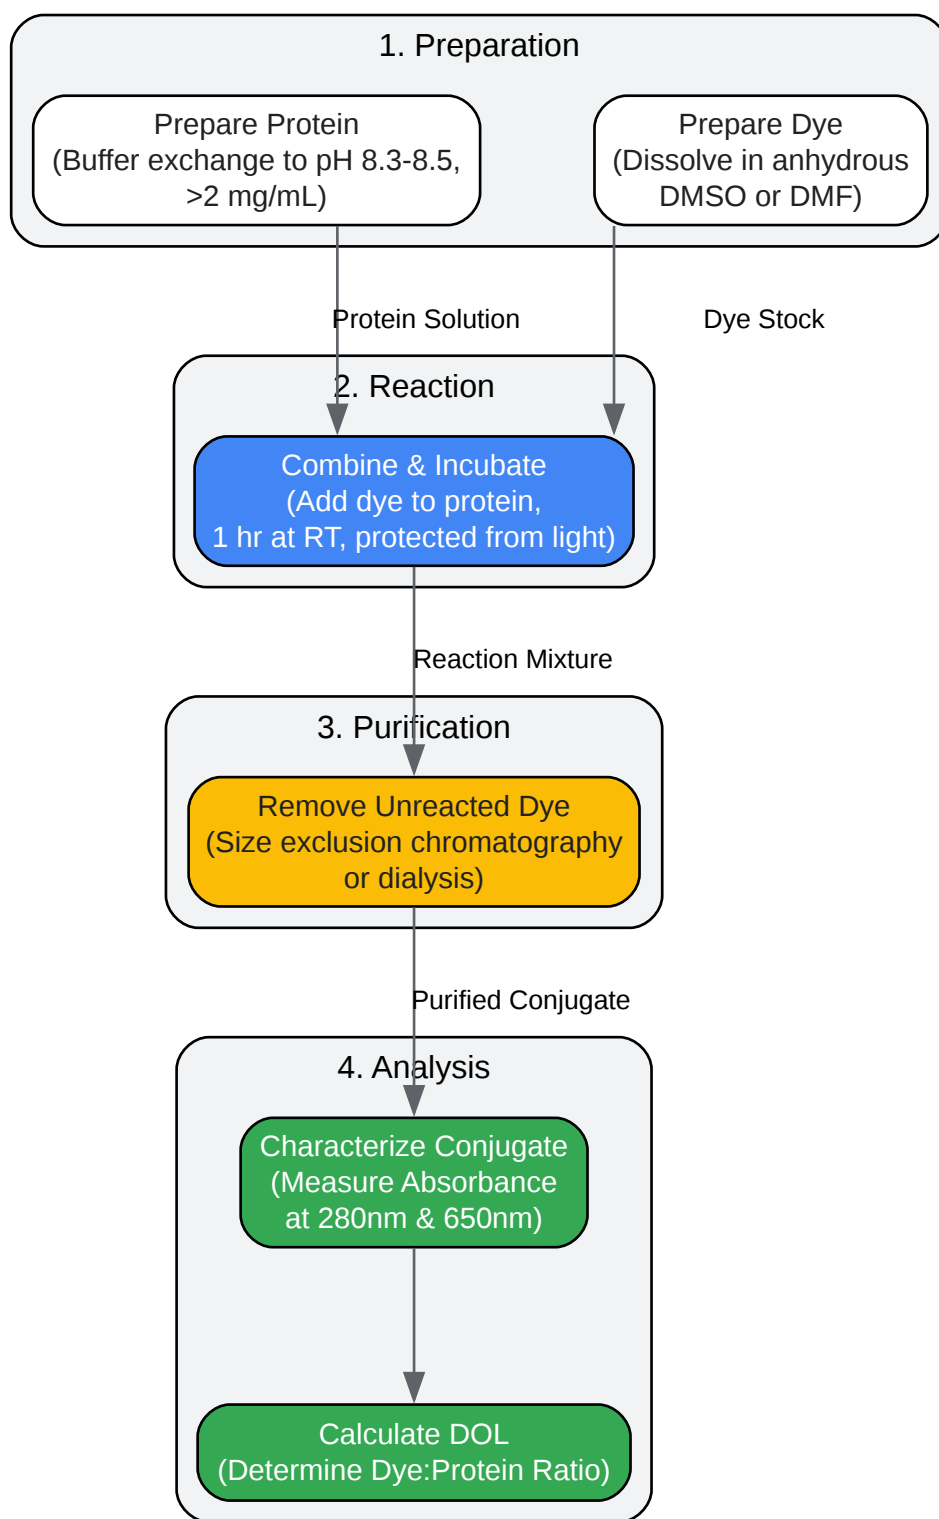 1. Preparation
Prepare Protein
(Buffer exchange to pH 8.3-8.5,
>2 mg/mL)
Prepare Dye
(Dissolve in anhydrous
DMSO or DMF)
Protein Solution
Dye Stock
2. Reaction
Combine & Incubate
(Add dye to protein,
1 hr at RT, protected from light)
Reaction Mixture
3. Purification
Remove Unreacted Dye
(Size exclusion chromatography
or dialysis)
Purified Conjugate
4. Analysis
Characterize Conjugate
(Measure Absorbance
at 280nm & 650nm)
Calculate DOL
(Determine Dye:Protein Ratio)